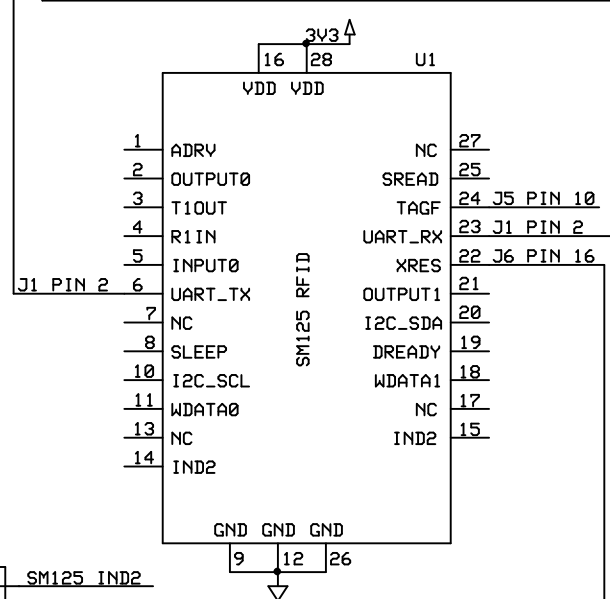 3V3
16 28 U1
VDD VDD
1 ADRV NC 27
2 OUTPUT0 SREAD 25
3 T1OUT TAGF 24 J5 PIN 10
4 R1IN UART_RX 23 J1 PIN 2
5 INPUT0 XRES 22 J6 PIN 16
J1 PIN 2 6 UART_TX OUTPUT1 21
7 NC I2C_SDA 20
8 SLEEP DREADY 19
10 I2C_SCL WDATA1 18
11 WDATA0 NC 17
13 NC IND2 15
14 IND2
SM125 RFID
GND GND GND
9 12 26
SM125 IND2